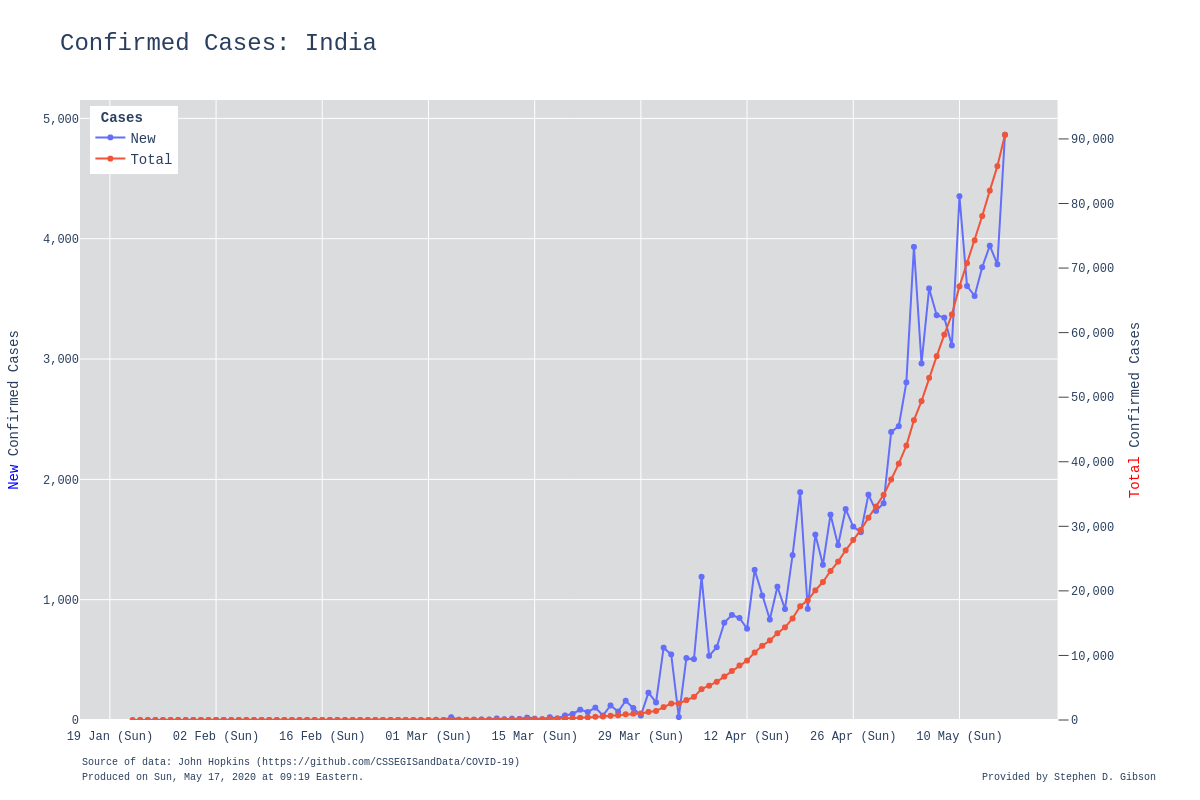 Confirmed Cases: India
Cases
New
Total
5,000
4,000
3,000
2,000
1,000
0
90,000
80,000
70,000
60,000
50,000
40,000
30,000
20,000
10,000
0
New Confirmed Cases
Total Confirmed Cases
19 Jan (Sun) 02 Feb (Sun) 16 Feb (Sun) 01 Mar (Sun) 15 Mar (Sun) 29 Mar (Sun) 12 Apr (Sun) 26 Apr (Sun) 10 May (Sun)
Source of data: John Hopkins (https://github.com/CSSEGISandData/COVID-19)
Produced on Sun, May 17, 2020 at 09:19 Eastern.
Provided by Stephen D. Gibson